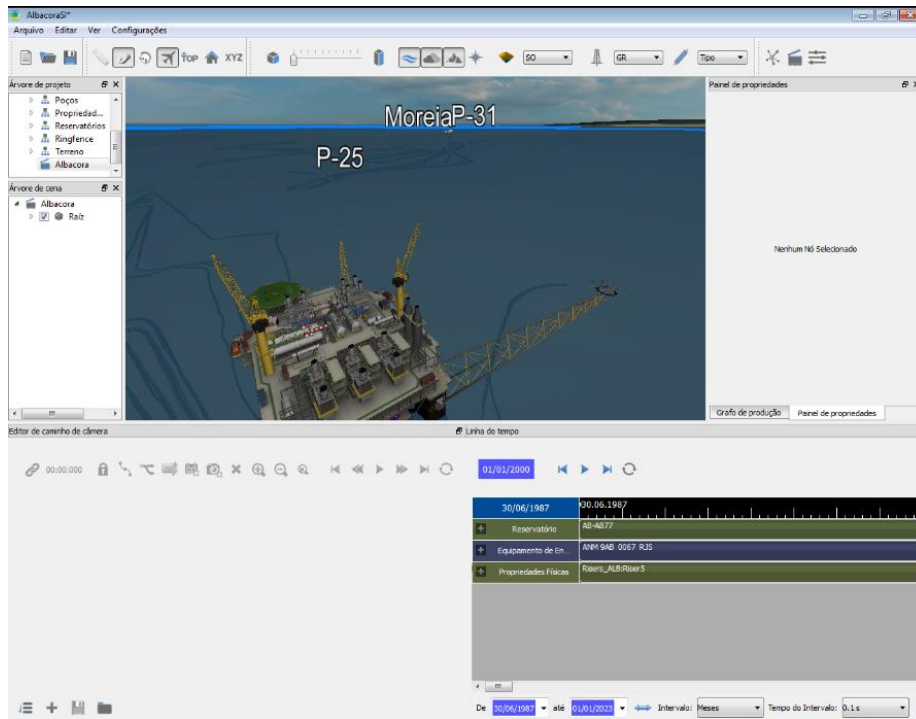 AlbacoraSI*
Arquivo Editar Ver Configurações
TOP XYZ SO GR Tipo
Árvore de projeto
Poços
Propriedad...
Reservatórios
Ringfence
Terreno
Albacora
Árvore de cena
Albacora
Raíz
MoreiaP-31
P-25
Painel de propriedades
Nenhum Nó Selecionado
Grafo de produção Painel de propriedades
Editor de caminho de câmera
00:00:000
Linha do tempo
01/01/2000
30/06/1987 30.06.1987
Reservatório AB-AB77
Equipamento de En... ANM 9AB 0067 RJS
Propriedades Físicas Risers_ALB:Riser5
De 30/06/1987 até 01/01/2023 Intervalo: Meses Tempo do Intervalo: 0.1s